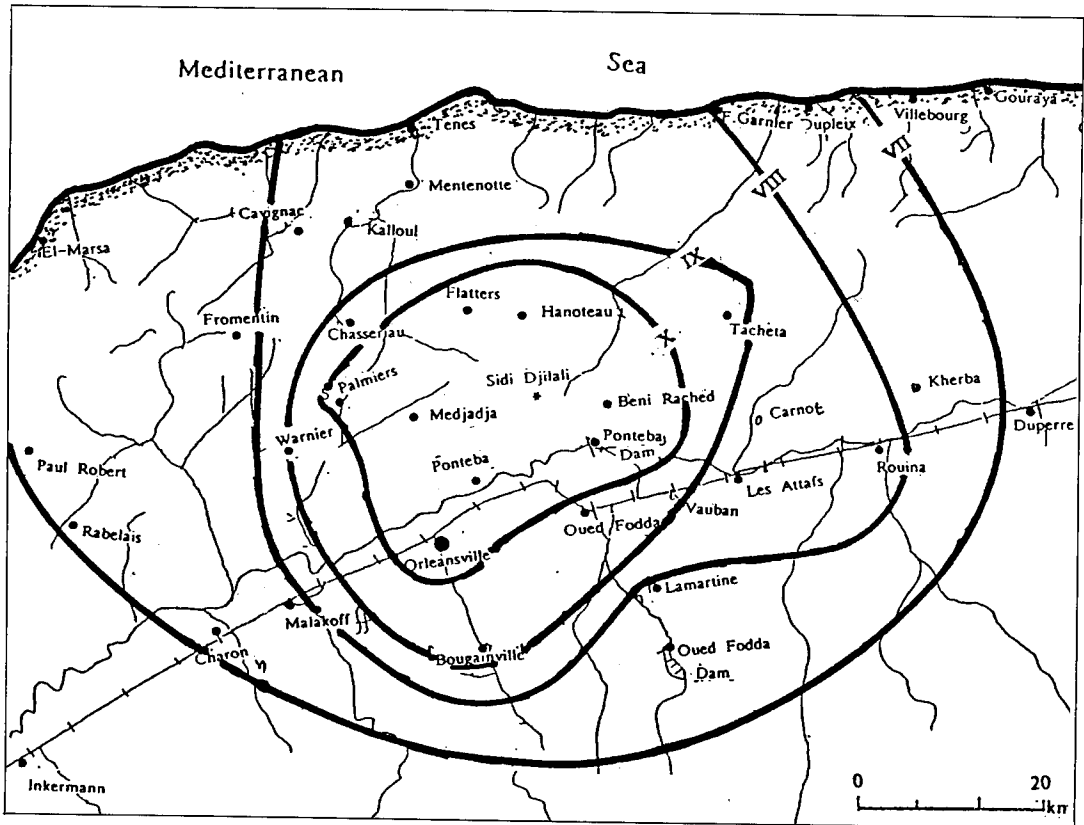 Mediterranean Sea
Tenes
F. Garnier
Dupleix
Villebourg
Gouraya
VII
VIII
Mentenotte
Cavignac
Kalloul
El-Marsa
IX
Flatters
Hanoteau
Fromentin
Chasseriau
X
Tacheta
Palmiers
Sidi Djilali
Beni Rached
Kherba
Medjadja
Carnot
Duperre
Warnier
Ponteba
Dam
Paul Robert
Ponteba
Rouina
Les Attafs
Vauban
Rabelais
Oued Fodda
Orleansville
Lamartine
Malakoff
Charon
Bougainville
Oued Fodda
Dam
Inkermann
0 20
km